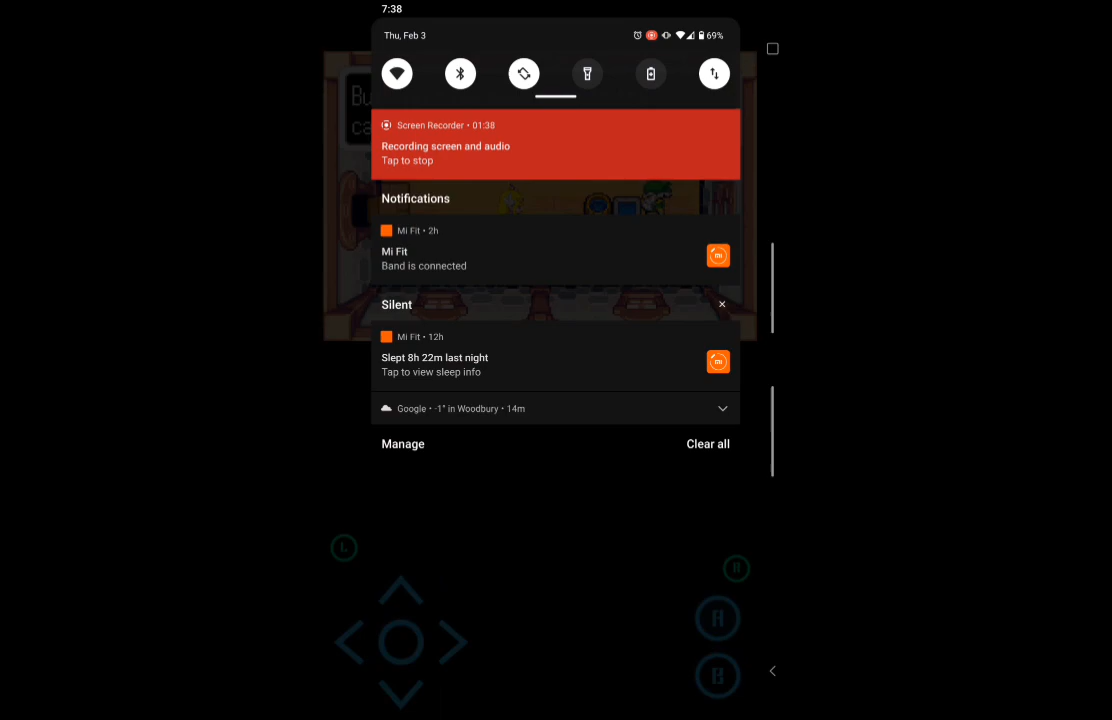 7:38
Thu, Feb 3
69%
Bu
ca
Screen Recorder • 01:38
Recording screen and audio
Tap to stop
Notifications
Mi Fit • 2h
Mi Fit
Band is connected
Silent
Mi Fit • 12h
Slept 8h 22m last night
Tap to view sleep info
Google • -1° in Woodbury • 14m
Manage
Clear all
L
R
A
B